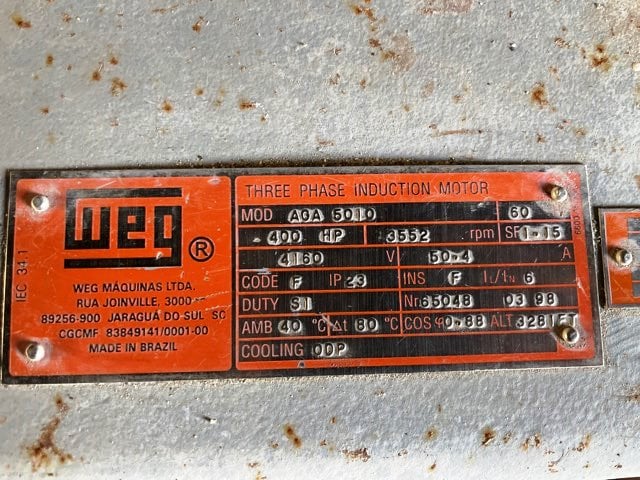 IEC 34.1
weg ®
WEG MÁQUINAS LTDA.
RUA JOINVILLE, 3000
89256-900 JARAGUÁ DO SUL SC
CGCMF 83849141/0001-00
MADE IN BRAZIL
THREE PHASE INDUCTION MOTOR
MOD AGA 5010 60
400 HP 3552 rpm SF 1.15
4160 V 50.4 A
CODE F IP 23 INS F IL/IN 6
DUTY S1 Nr 65048 03 98
AMB 40 °C Δt 80 °C COS φ 0.88 ALT 3281FT
COOLING ODP